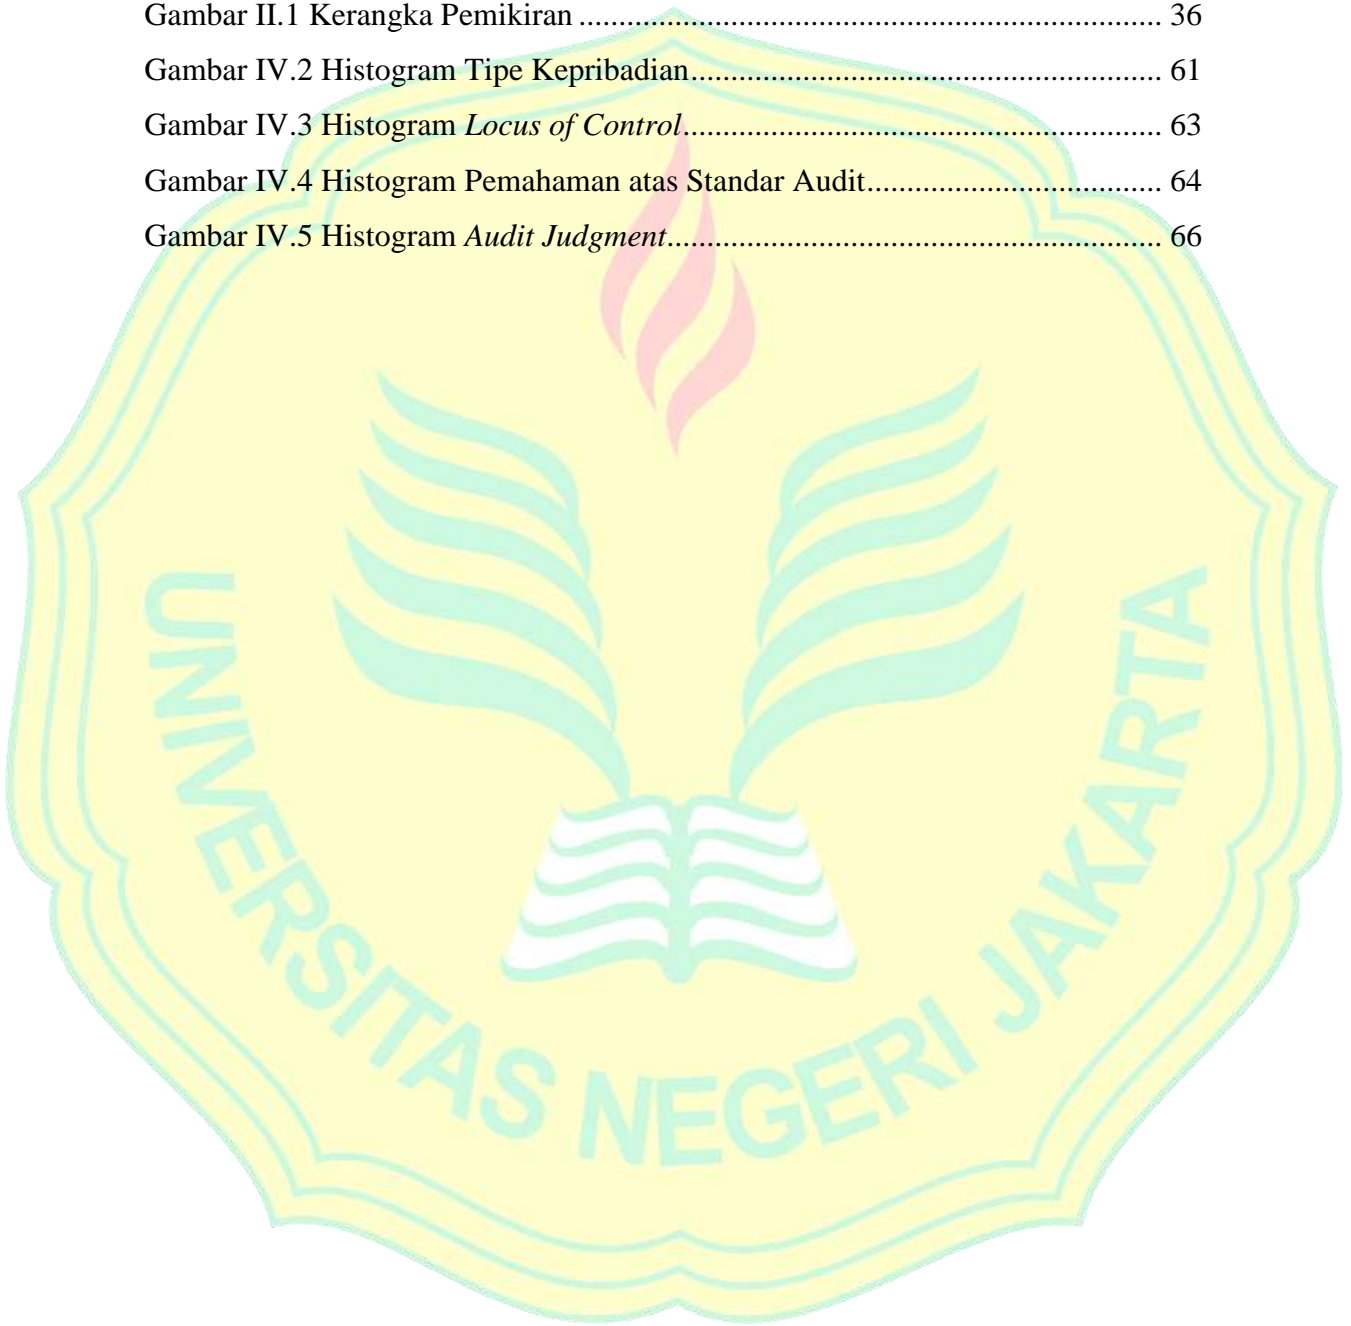 Gambar II.1 Kerangka Pemikiran ........................................................................ 36
Gambar IV.2 Histogram Tipe Kepribadian.......................................................... 61
Gambar IV.3 Histogram Locus of Control........................................................... 63
Gambar IV.4 Histogram Pemahaman atas Standar Audit.................................... 64
Gambar IV.5 Histogram Audit Judgment............................................................. 66
UNIVERSITAS NEGERI JAKARTA